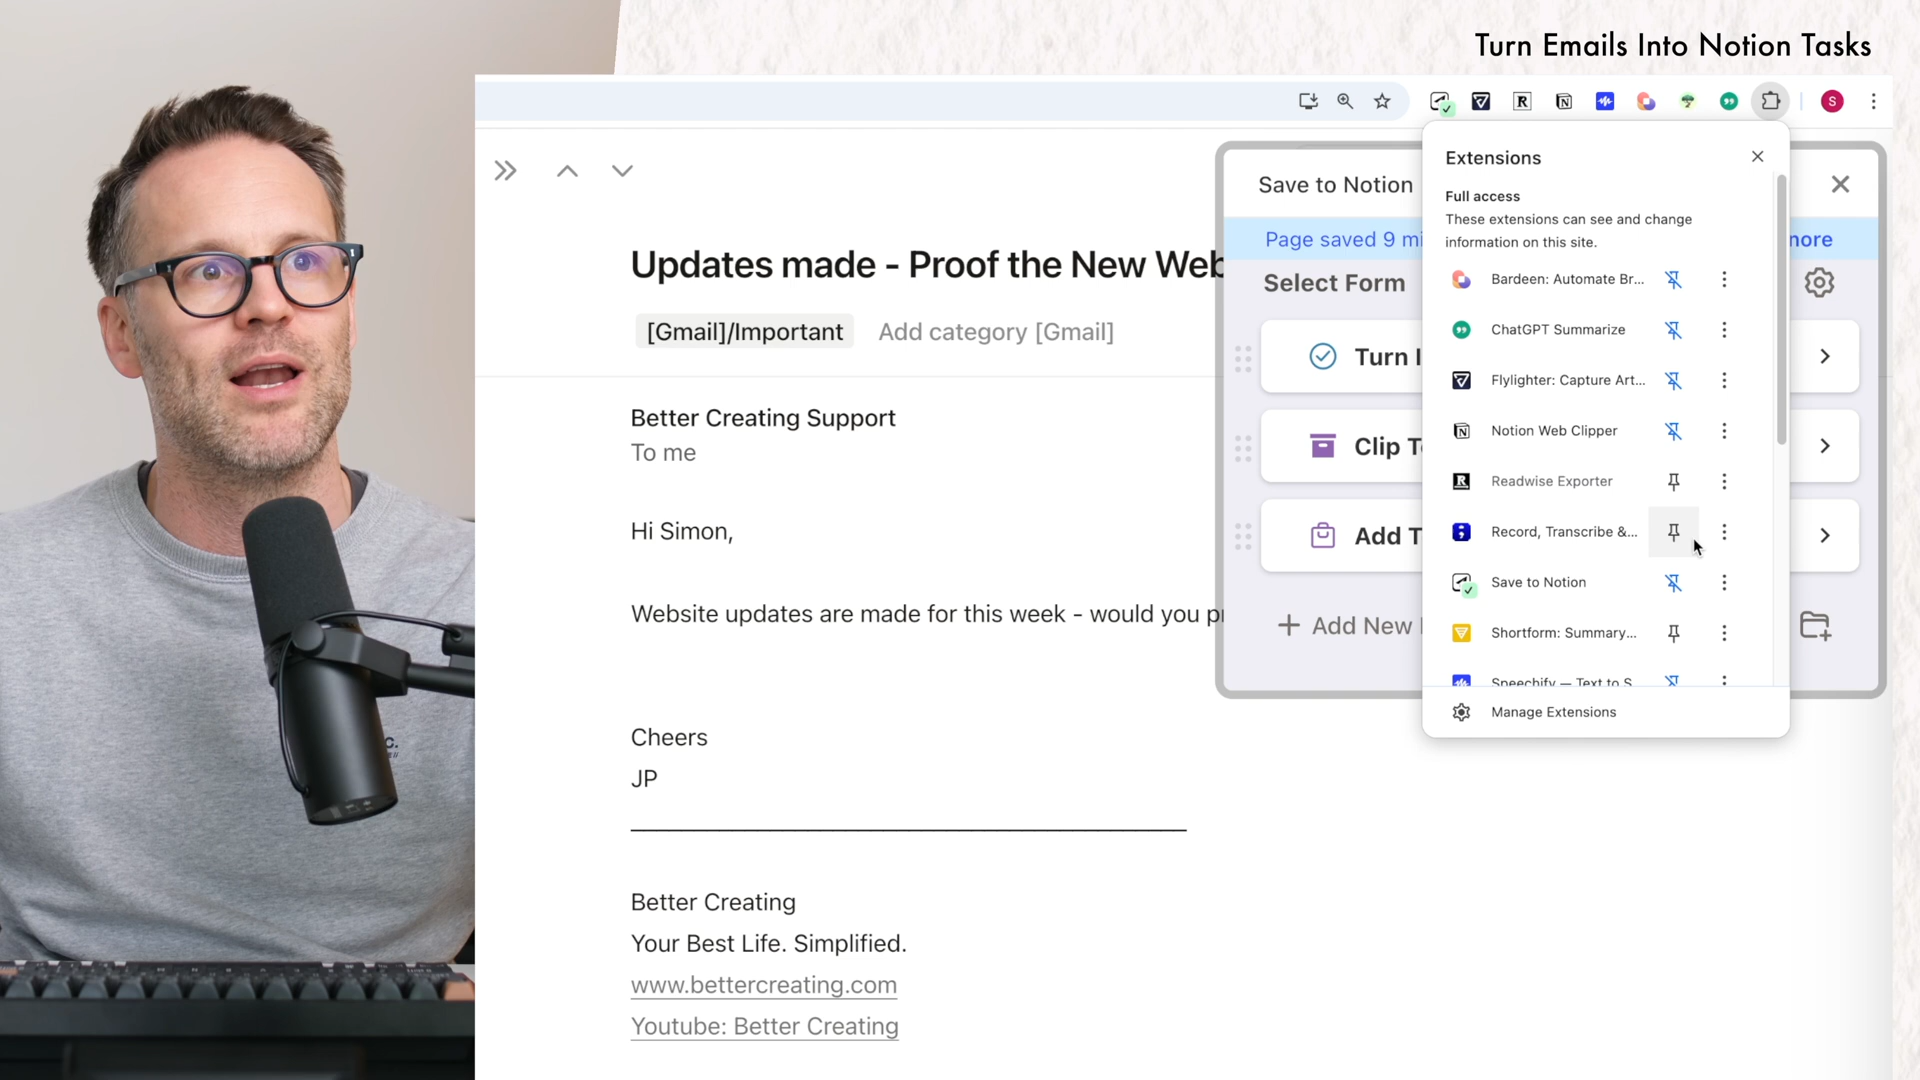 Turn Emails Into Notion Tasks
S
Extensions
Full access
These extensions can see and change
information on this site.
Bardeen: Automate Br...
ChatGPT Summarize
Flylighter: Capture Art...
Notion Web Clipper
Readwise Exporter
Record, Transcribe &...
Save to Notion
Shortform: Summary...
Speechify — Text to S
Manage Extensions
Save to Notion
Page saved 9 mi
more
Select Form
Turn I
Clip T
Add T
Add New
Updates made - Proof the New Web
[Gmail]/Important
Add category [Gmail]
Better Creating Support
To me
Hi Simon,
Website updates are made for this week - would you pr
Cheers
JP
Better Creating
Your Best Life. Simplified.
www.bettercreating.com
Youtube: Better Creating